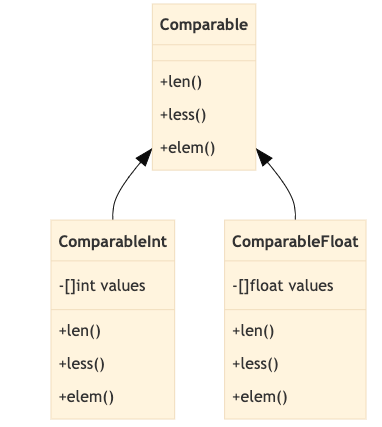 Comparable
+len()
+less()
+elem()
ComparableInt
-[]int values
+len()
+less()
+elem()
ComparableFloat
-[]float values
+len()
+less()
+elem()